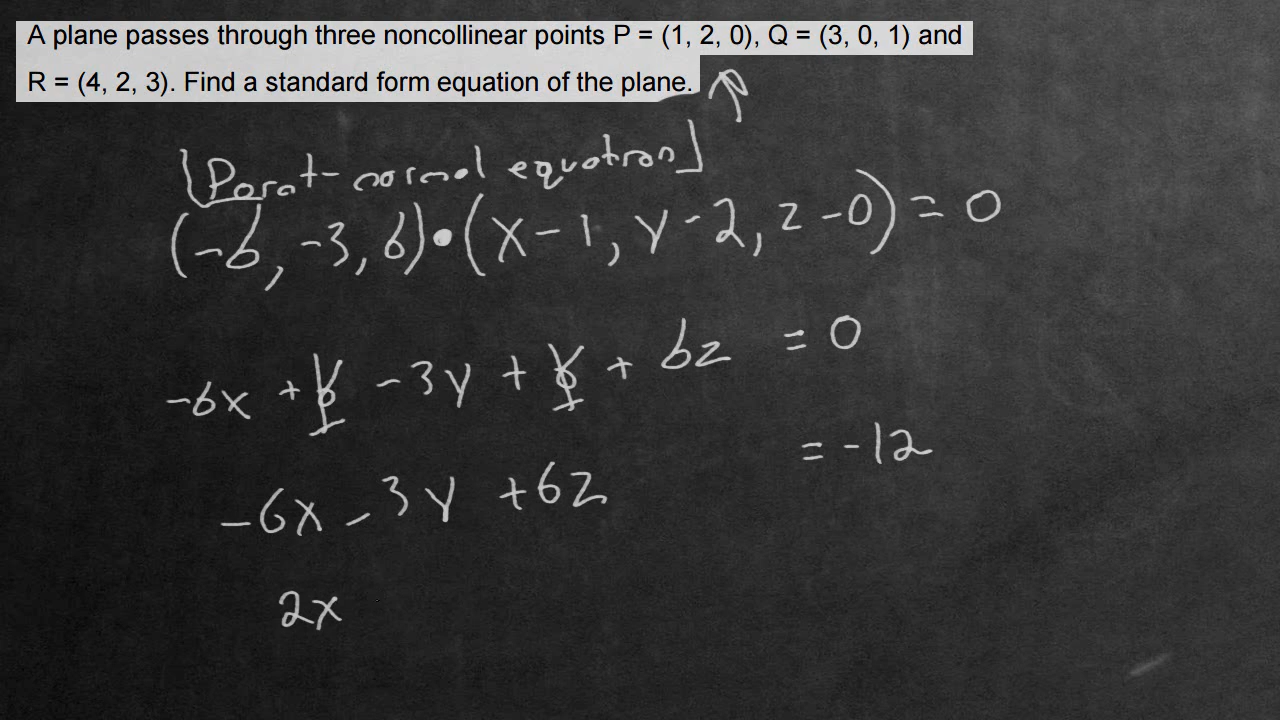 A plane passes through three noncollinear points P = (1, 2, 0), Q = (3, 0, 1) and
R = (4, 2, 3). Find a standard form equation of the plane.
[Point-normal equation]
(-6, -3, 6)•(x-1, y-2, z-0) = 0
-6x + 6 - 3y + 6 + 6z = 0
= -12
-6x - 3y + 6z
2x